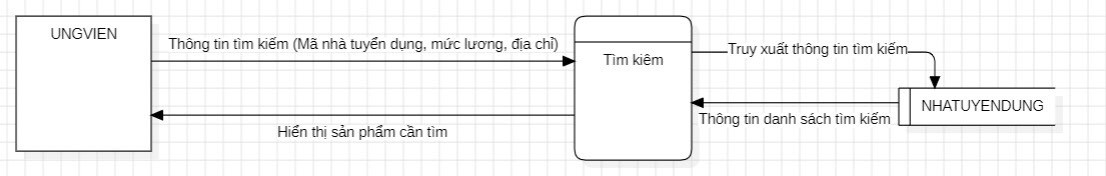 UNGVIEN
Thông tin tìm kiếm (Mã nhà tuyển dụng, mức lương, địa chỉ)
Tìm kiêm
Truy xuất thông tin tìm kiếm
NHATUYENDUNG
Thông tin danh sách tìm kiếm
Hiển thị sản phẩm cần tìm